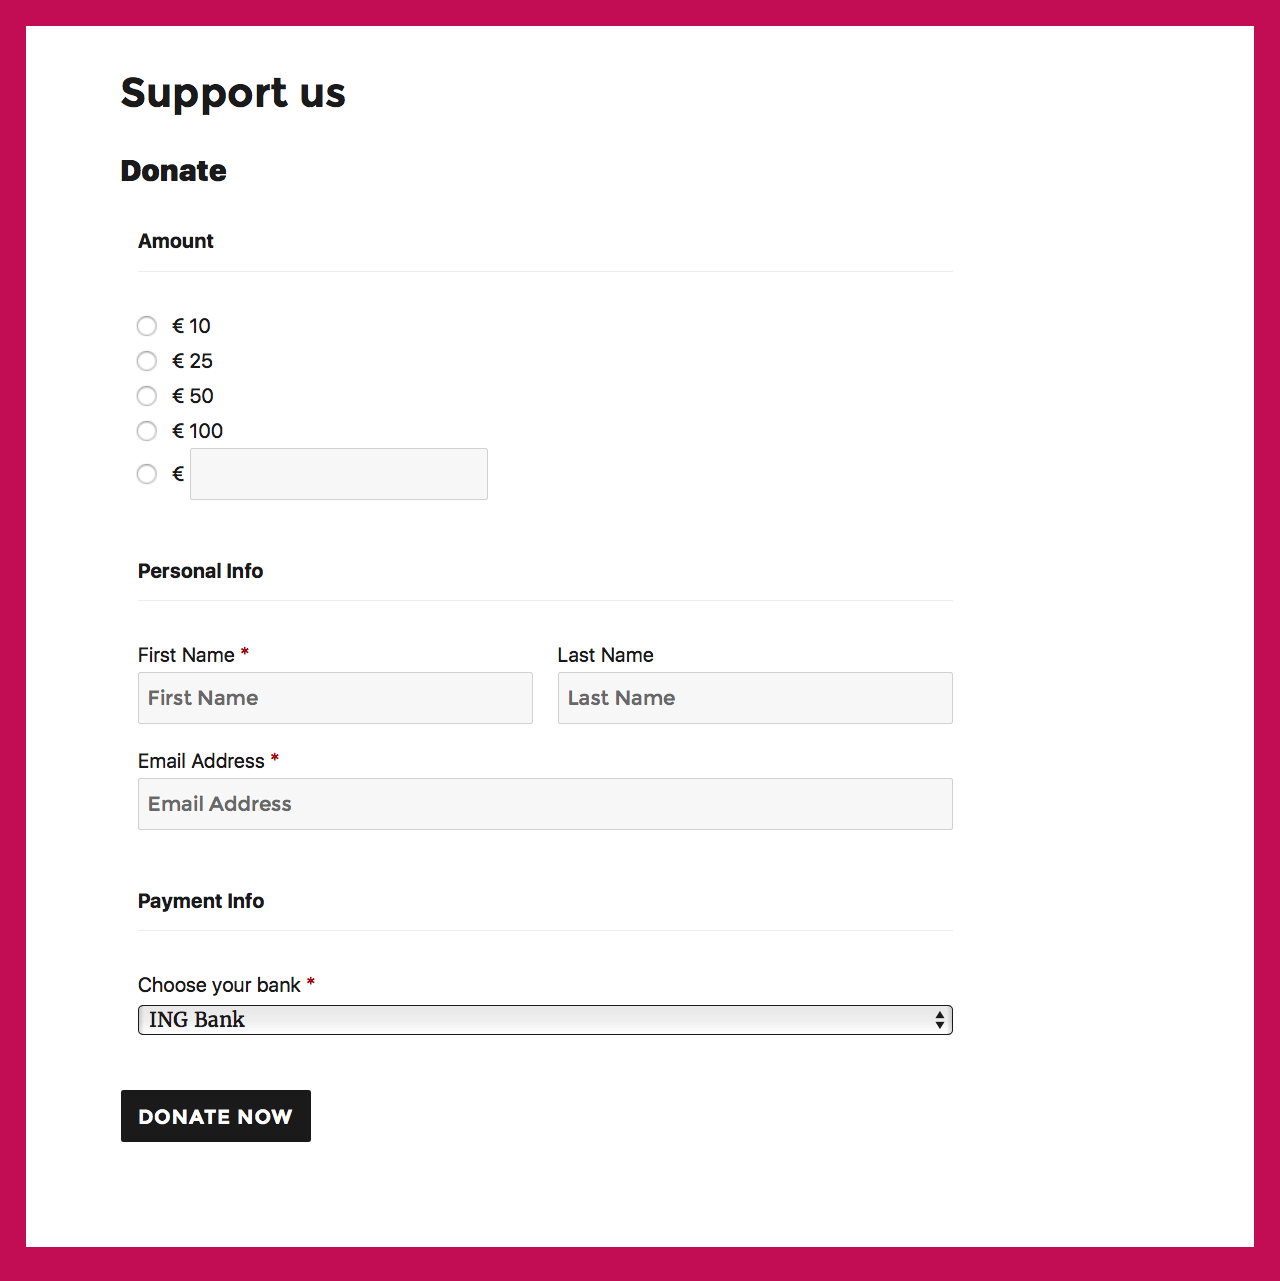 Support us
Donate
Amount
€ 10
€ 25
€ 50
€ 100
€
Personal Info
First Name * Last Name
First Name Last Name
Email Address *
Email Address
Payment Info
Choose your bank *
ING Bank
DONATE NOW